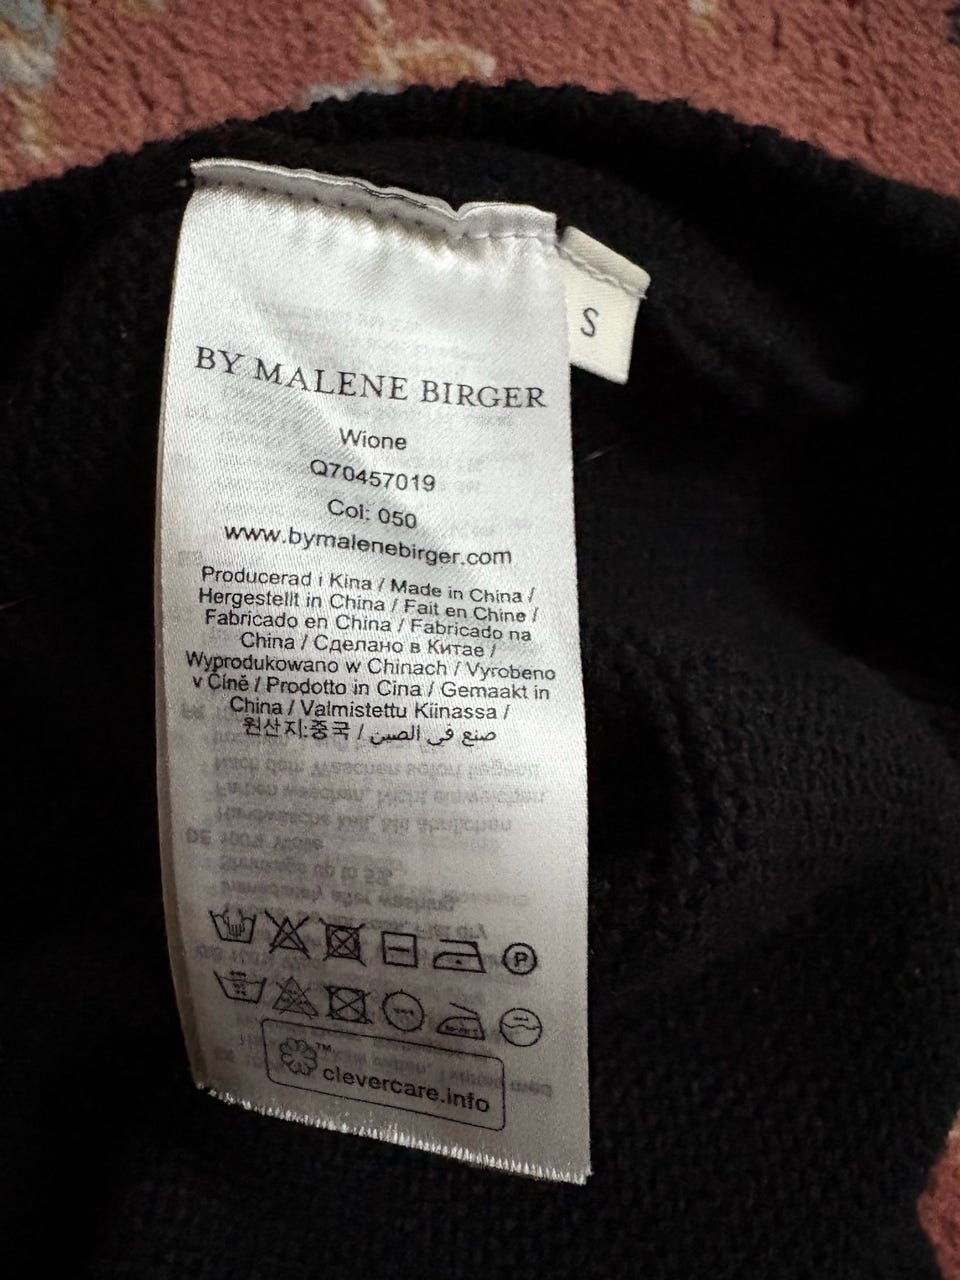 S
BY MALENE BIRGER
Wione
Q70457019
Col: 050
www.bymalenebirger.com
Producerad i Kina / Made in China /
Hergestellt in China / Fait en Chine /
Fabricado en China / Fabricado na
China / Сделано в Китае /
Wyprodukowano w Chinach / Vyrobeno
v Číně / Prodotto in Cina / Gemaakt in
China / Valmistettu Kiinassa /
원산지:중국 / صنع في الصين
P
™
clevercare.info